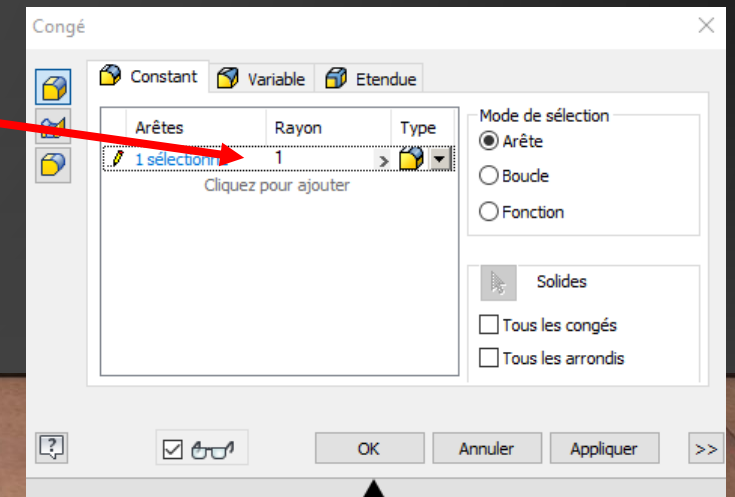 Congé
Constant Variable Etendue
Arêtes Rayon Type
1 1
Cliquez pour ajouter
Mode de sélection
Arête
Boucle
Fonction
Solides
Tous les congés
Tous les arrondis
? OK Annuler Appliquer >>